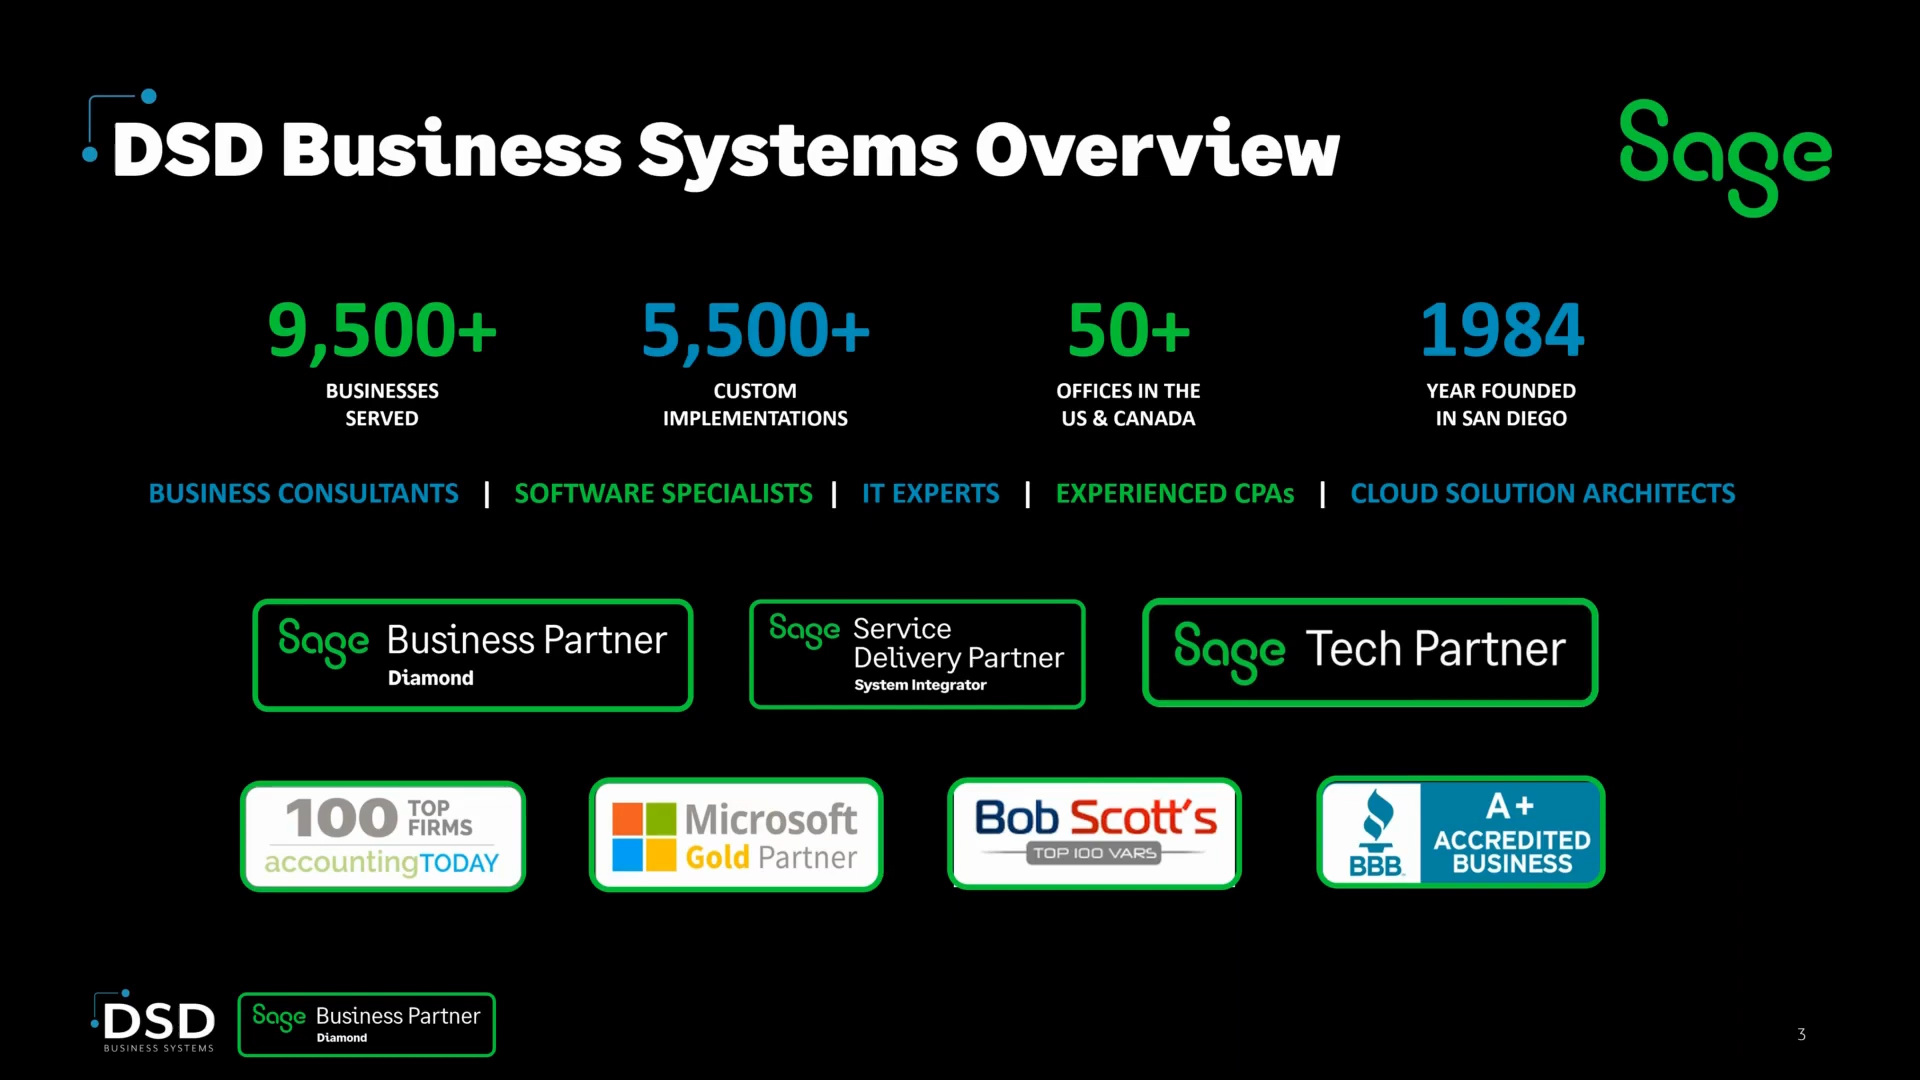 DSD Business Systems Overview
Sage
9,500+
BUSINESSES
SERVED
5,500+
CUSTOM
IMPLEMENTATIONS
50+
OFFICES IN THE
US & CANADA
1984
YEAR FOUNDED
IN SAN DIEGO
BUSINESS CONSULTANTS | SOFTWARE SPECIALISTS | IT EXPERTS | EXPERIENCED CPAs | CLOUD SOLUTION ARCHITECTS
Sage Business Partner
Diamond
Sage Service
Delivery Partner
System Integrator
Sage Tech Partner
100 TOP
FIRMS
accountingTODAY
Microsoft
Gold Partner
Bob Scott's
TOP 100 VARS
BBB
A+
ACCREDITED
BUSINESS
DSD
BUSINESS SYSTEMS
Sage Business Partner
Diamond
3